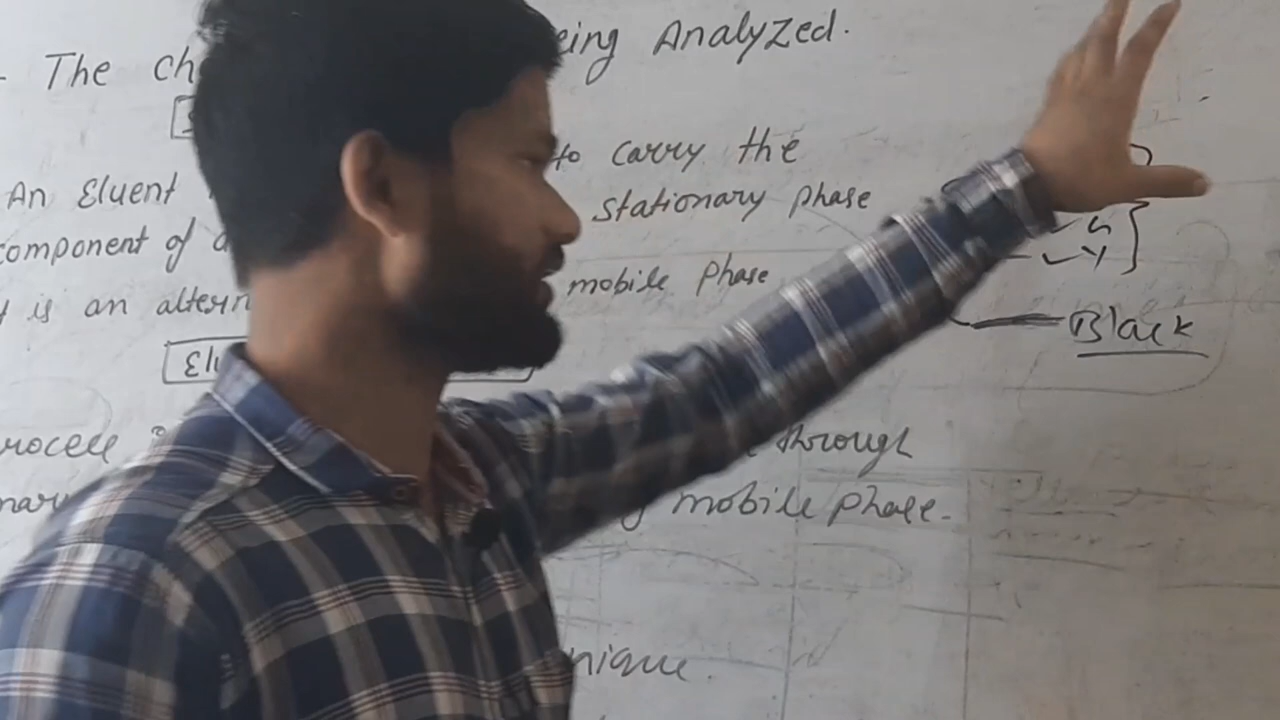 The Ch eing Analyzed.
An Eluent to carry the
stationary phase
component of a mobile phase
is an altern
Black
Elu
through
mobile phase.
nique.